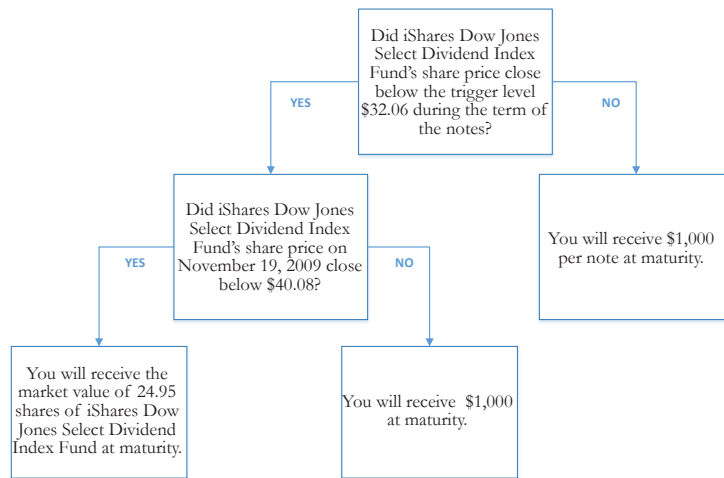 Did iShares Dow Jones
Select Dividend Index
Fund's share price close
below the trigger level
$32.06 during the term of
the notes?
YES
NO
Did iShares Dow Jones
Select Dividend Index
Fund's share price on
November 19, 2009 close
below $40.08?
You will receive $1,000
per note at maturity.
YES
NO
You will receive the
market value of 24.95
shares of iShares Dow
Jones Select Dividend
Index Fund at maturity.
You will receive $1,000
at maturity.